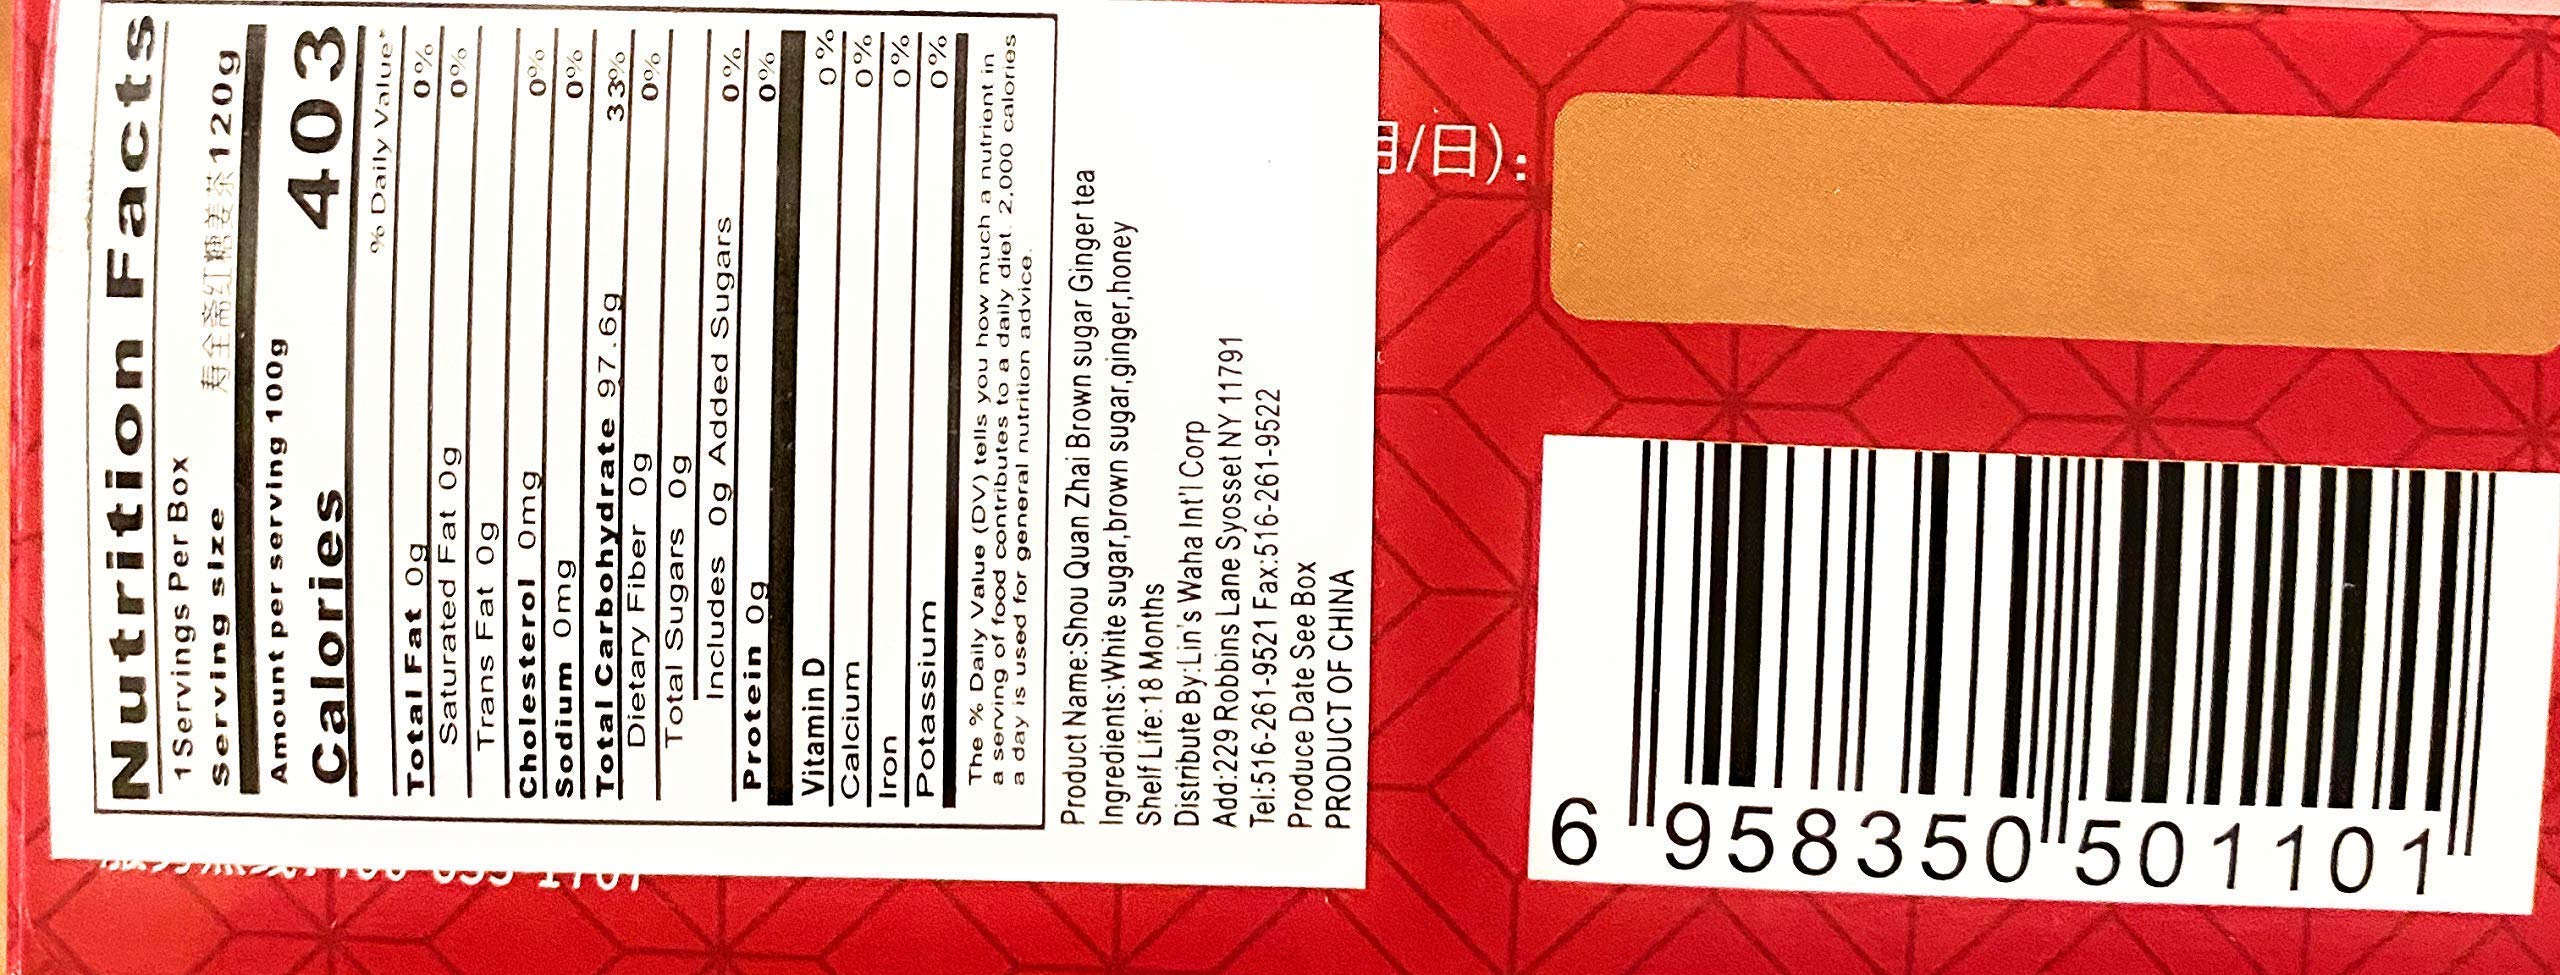 Nutrition Facts
1Servings Per Box
寿全斋红糖姜茶
Serving size 120g
Amount per serving 100g
Calories 403
% Daily Value*
Total Fat 0g 0%
Saturated Fat 0g 0%
Trans Fat 0g
Cholesterol 0mg 0%
Sodium 0mg 0%
Total Carbohydrate 97.6g 33%
Dietary Fiber 0g 0%
Total Sugars 0g
Includes 0g Added Sugars 0%
Protein 0g 0%
Vitamin D 0%
Calcium 0%
Iron 0%
Potassium 0%
The % Daily Value (DV) tells you how much a nutrient in
a serving of food contributes to a daily diet. 2,000 calories
a day is used for general nutrition advice.
Product Name:Shou Quan Zhai Brown sugar Ginger tea
Ingredients:White sugar,brown sugar,ginger,honey
Shelf Life:18 Months
Distribute By:Lin's Waha Int'l Corp
Add:229 Robbins Lane Syosset NY 11791
Tel:516-261-9521 Fax:516-261-9522
Produce Date See Box
PRODUCT OF CHINA
月/日):
6 958350 501101